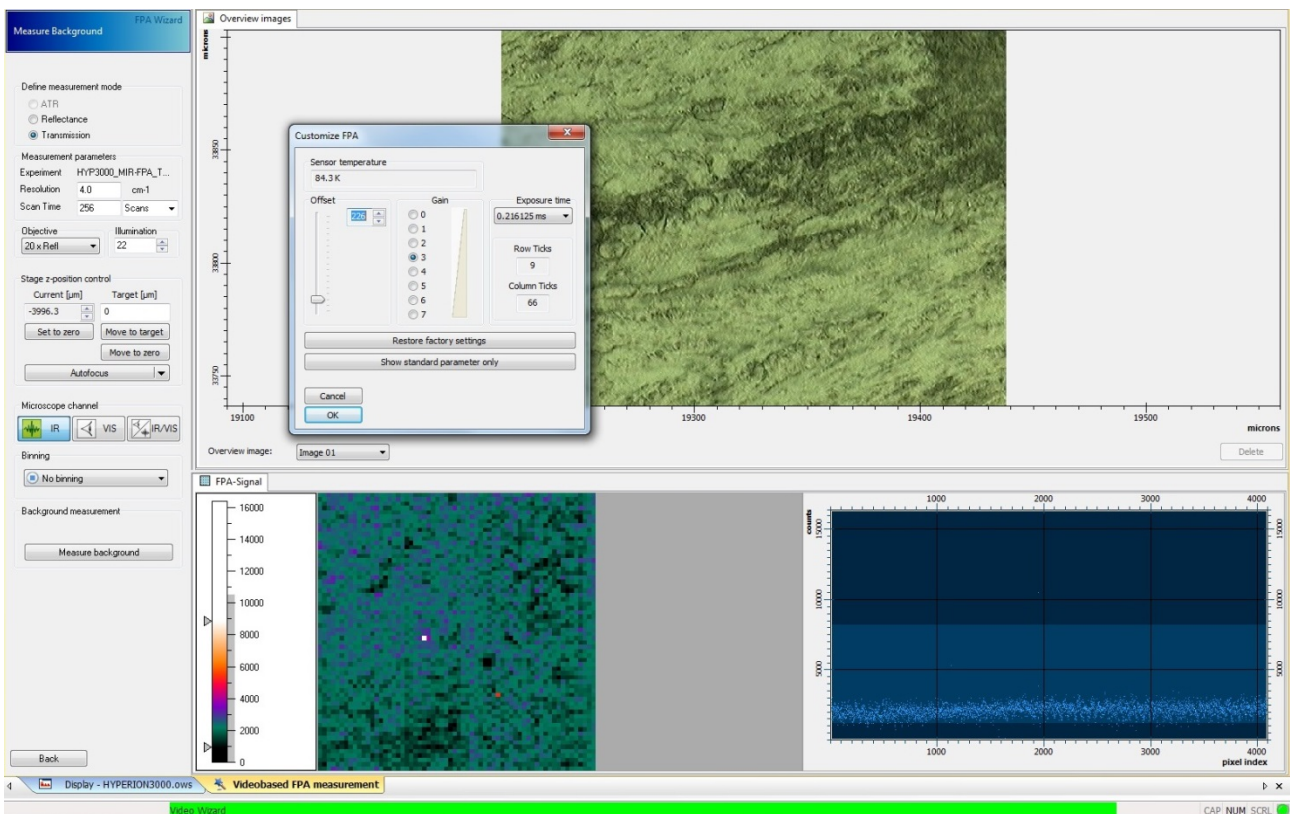 FPA Wizard
Measure Background
Define measurement mode
ATR
Reflectance
Transmission
Measurement parameters
Experiment HYP3000_MIR-FPA_T...
Resolution 4.0 cm-1
Scan Time 256 Scans
Objective Illumination
20 x Refl 22
Stage z-position control
Current [µm] Target [µm]
-3996.3 0
Set to zero Move to target
Move to zero
Autofocus
Microscope channel
IR VIS IR/VIS
Binning
No binning
Background measurement
Measure background
Back
Overview images
microns
33850
33800
33750
19100 19300 19400 19500
microns
Overview image: Image 01 Delete
Customize FPA
Sensor temperature
84.3 K
Offset Gain Exposure time
226 0 0.216125 ms
1
2 Row Ticks
3 9
4
5 Column Ticks
6 66
7
Restore factory settings
Show standard parameter only
Cancel
OK
FPA-Signal
16000
14000
12000
10000
8000
6000
4000
2000
0
1000 2000 3000 4000
counts
15000 15000
10000 10000
5000 5000
1000 2000 3000 4000
pixel index
Display - HYPERION3000.ows Videobased FPA measurement
Video Wizard CAP NUM SCRL